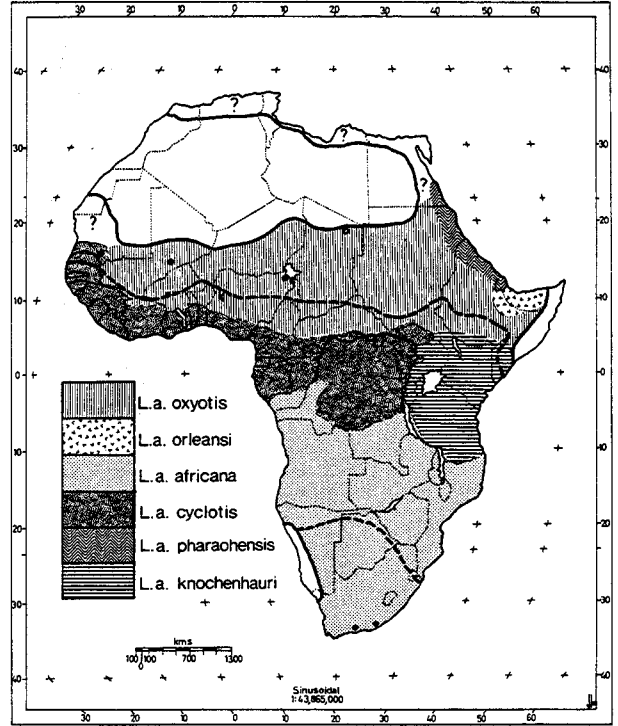 30 20 10 0 10 20 30 40 50 60
40 40
30 30
20 20
10 10
0 0
10 10
20 20
30 30
40 40
?
?
?
?
L.a. oxyotis
L.a. orleansi
L.a. africana
L.a. cyclotis
L.a. pharaohensis
L.a. knochenhauri
kms
100 0 100 700 1300
Sinusoidal
1:43,865,000
30 20 10 0 10 20 30 40 50 60